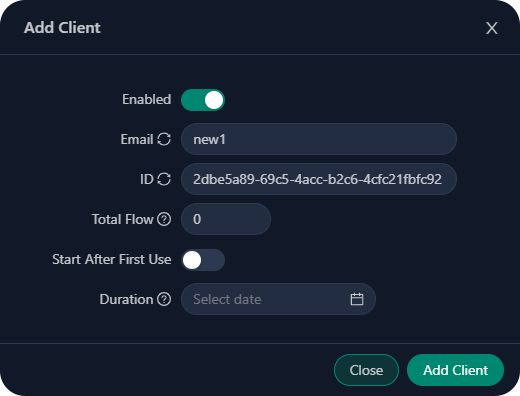 Add Client
Enabled
Email new1
ID 2dbe5a89-69c5-4acc-b2c6-4cfc21fbfc92
Total Flow 0
Start After First Use
Duration Select date
Close Add Client